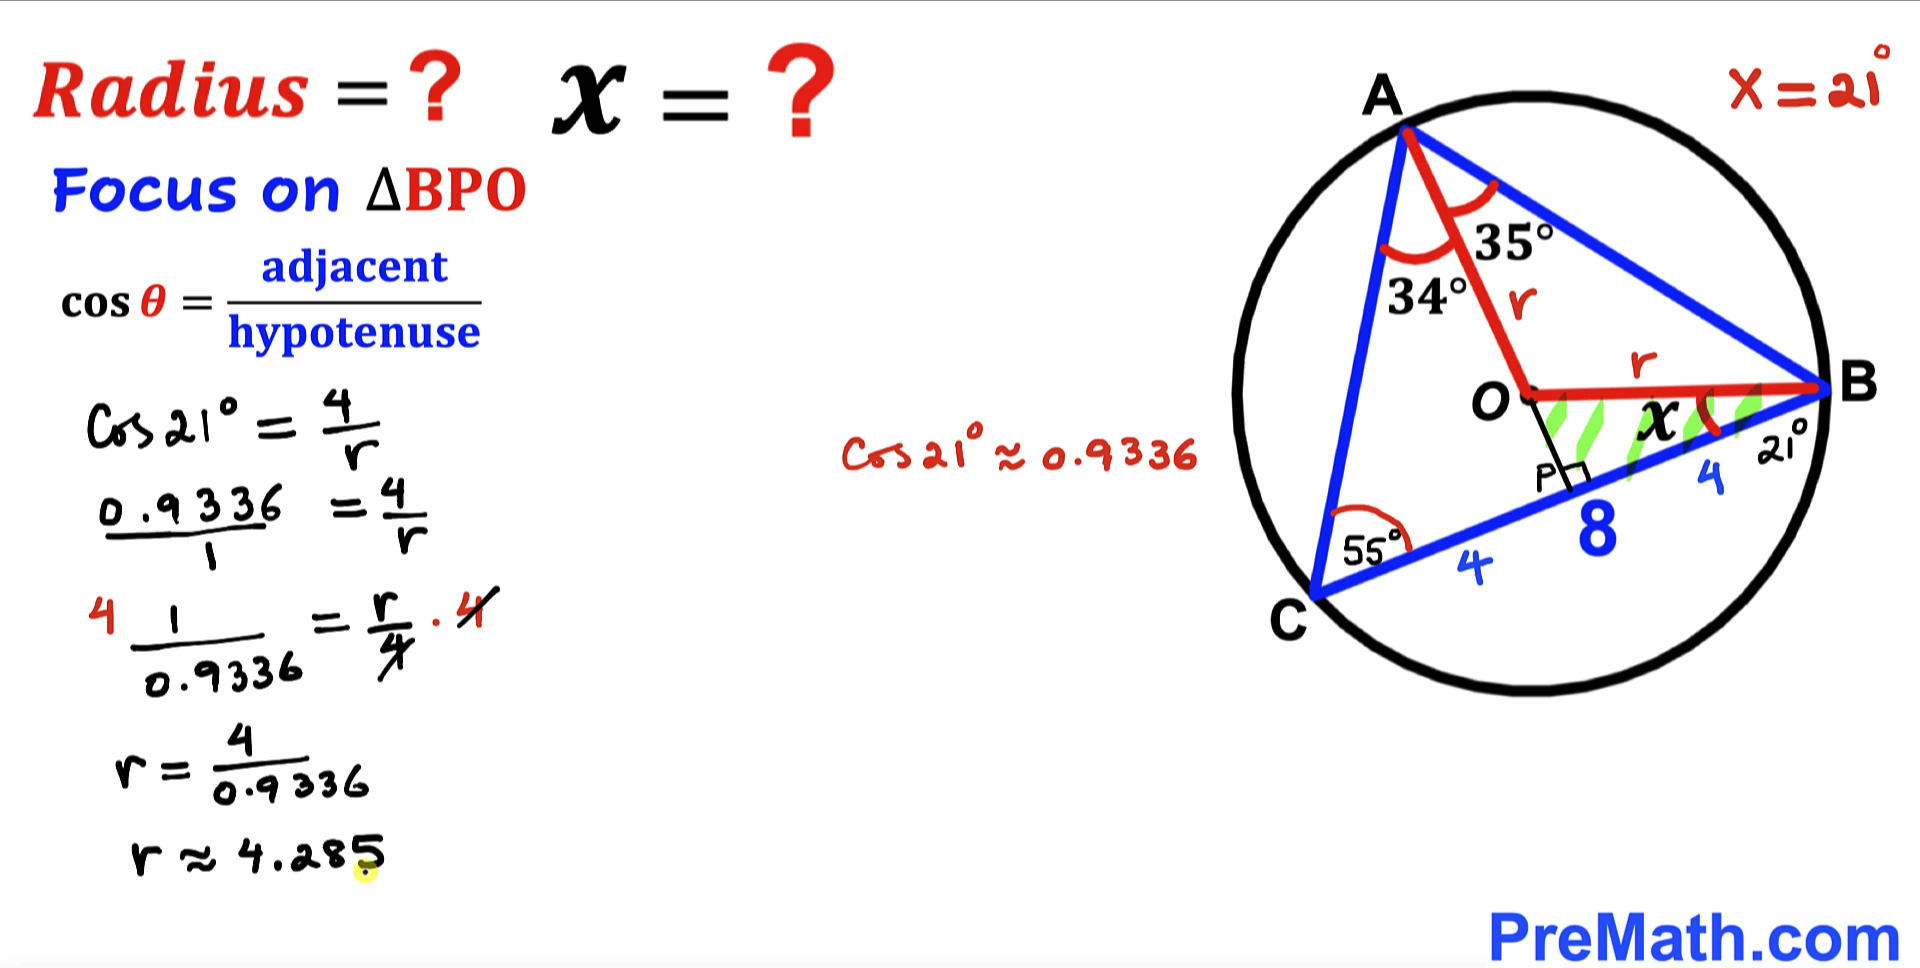 Radius = ?
x = ?
x = 21°
Focus on ΔBPO
cos θ = adjacent / hypotenuse
Cos 21° = 4/r
0.9336/1 = 4/r
4 1/0.9336 = r/4 · 4
r = 4/0.9336
r ≈ 4.285
Cos 21° ≈ 0.9336
A
35°
34°
r
r
O
B
x
21°
P
4
8
55°
4
C
PreMath.com